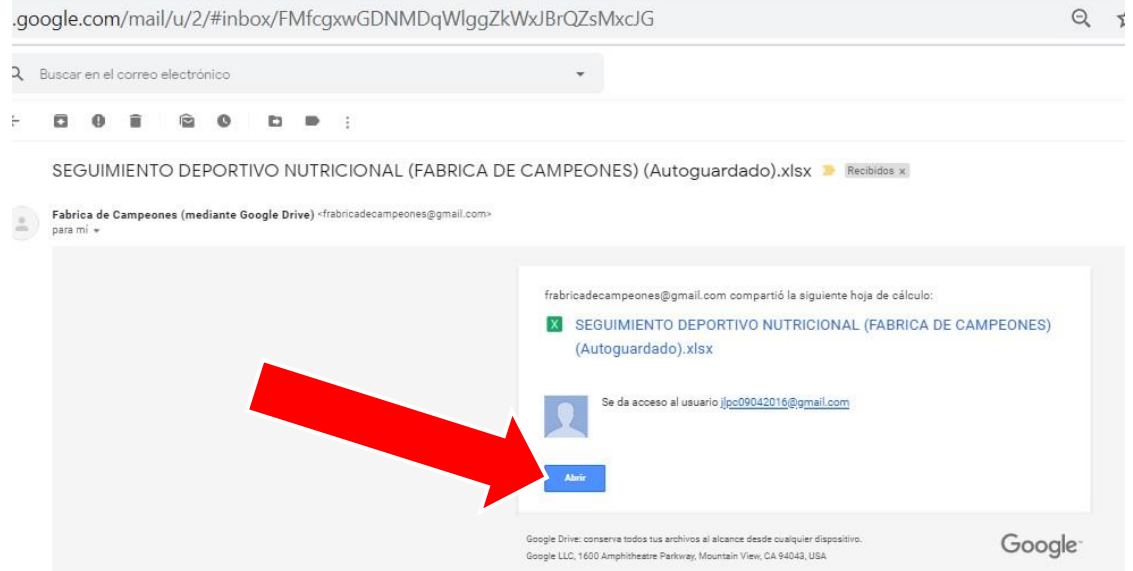 .google.com/mail/u/2/#inbox/FMfcgxwGDNMDqWlggZkWxJBrQZsMxcJG
Buscar en el correo electrónico
SEGUIMIENTO DEPORTIVO NUTRICIONAL (FABRICA DE CAMPEONES) (Autoguardado).xlsx Recibidos x
Fabrica de Campeones (mediante Google Drive) <frabricadecampeones@gmail.com>
para mí
frabricadecampeones@gmail.com compartió la siguiente hoja de cálculo:
X SEGUIMIENTO DEPORTIVO NUTRICIONAL (FABRICA DE CAMPEONES)
(Autoguardado).xlsx
Se da acceso al usuario jlpc09042016@gmail.com
Abrir
Google Drive: conserva todos tus archivos al alcance desde cualquier dispositivo.
Google LLC, 1600 Amphitheatre Parkway, Mountain View, CA 94043, USA
Google